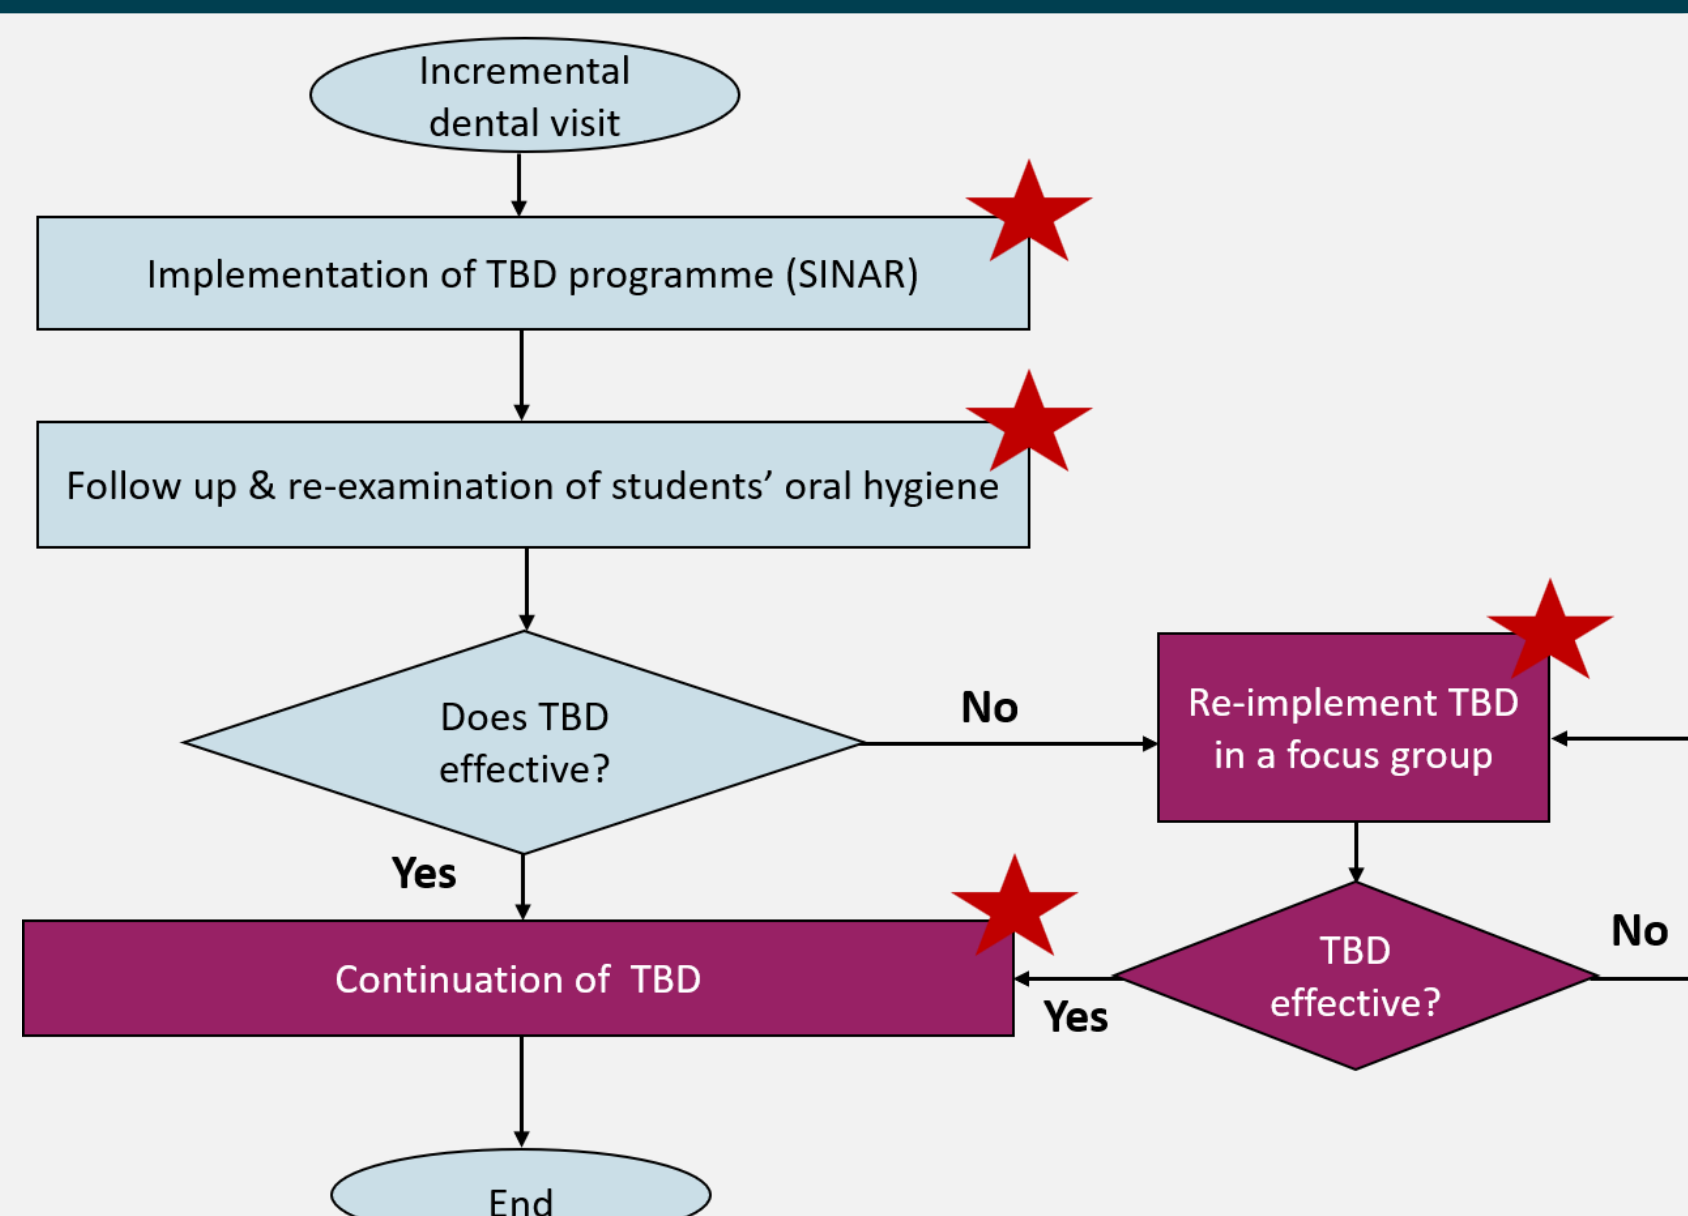 Incremental
dental visit
Implementation of TBD programme (SINAR)
Follow up & re-examination of students’ oral hygiene
Does TBD
effective?
No
Re-implement TBD
in a focus group
Yes
Continuation of  TBD
Yes
TBD
effective?
No
End